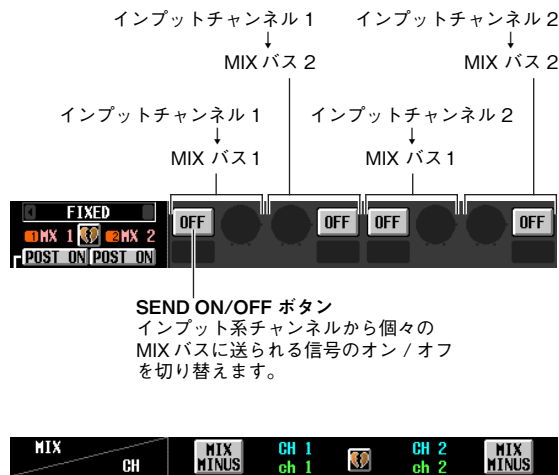 インプットチャンネル 1
インプットチャンネル 2
↓
↓
MIX バス 2
MIX バス 2
インプットチャンネル 1
インプットチャンネル 2
↓
↓
MIX バス 1
MIX バス 1
FIXED
1 MX 1 2 MX 2
POST ON POST ON
OFF
OFF
OFF
OFF
SEND ON/OFF ボタン
インプット系チャンネルから個々の
MIX バスに送られる信号のオン / オフ
を切り替えます。
MIX
CH
MIX MINUS
CH 1
ch 1
CH 2
ch 2
MIX MINUS